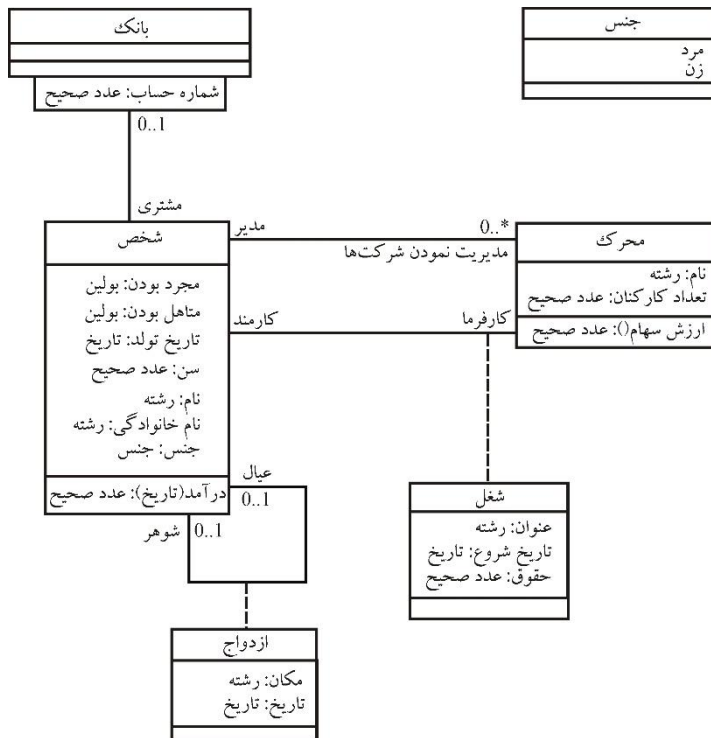 بانک
شماره حساب: عدد صحیح
0..1
مشتری
جنس
مرد
زن
شخص
مجرد بودن: بولین
متاهل بودن: بولین
تاریخ تولد: تاریخ
سن: عدد صحیح
نام: رشته
نام خانوادگی: رشته
جنس: جنس
درآمد(تاریخ): عدد صحیح
مدیر
0..*
مدیریت نمودن شرکت‌ها
کارمند
کارفرما
محرک
نام: رشته
تعداد کارکنان: عدد صحیح
ارزش سهام(): عدد صحیح
عیال
0..1
شوهر
0..1
شغل
عنوان: رشته
تاریخ شروع: تاریخ
حقوق: عدد صحیح
ازدواج
مکان: رشته
تاریخ: تاریخ